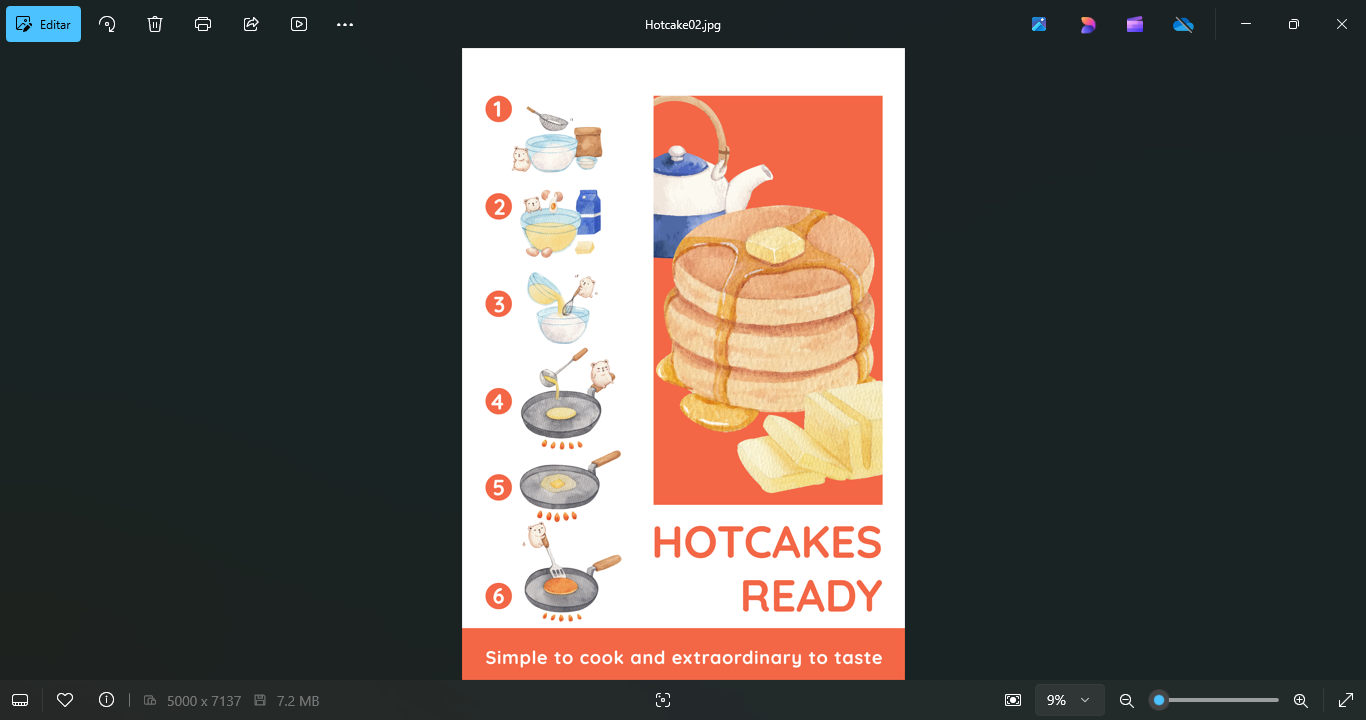 Editar
Hotcake02.jpg
1
2
3
4
5
6
HOTCAKES
READY
Simple to cook and extraordinary to taste
5000 x 7137
7.2 MB
9%